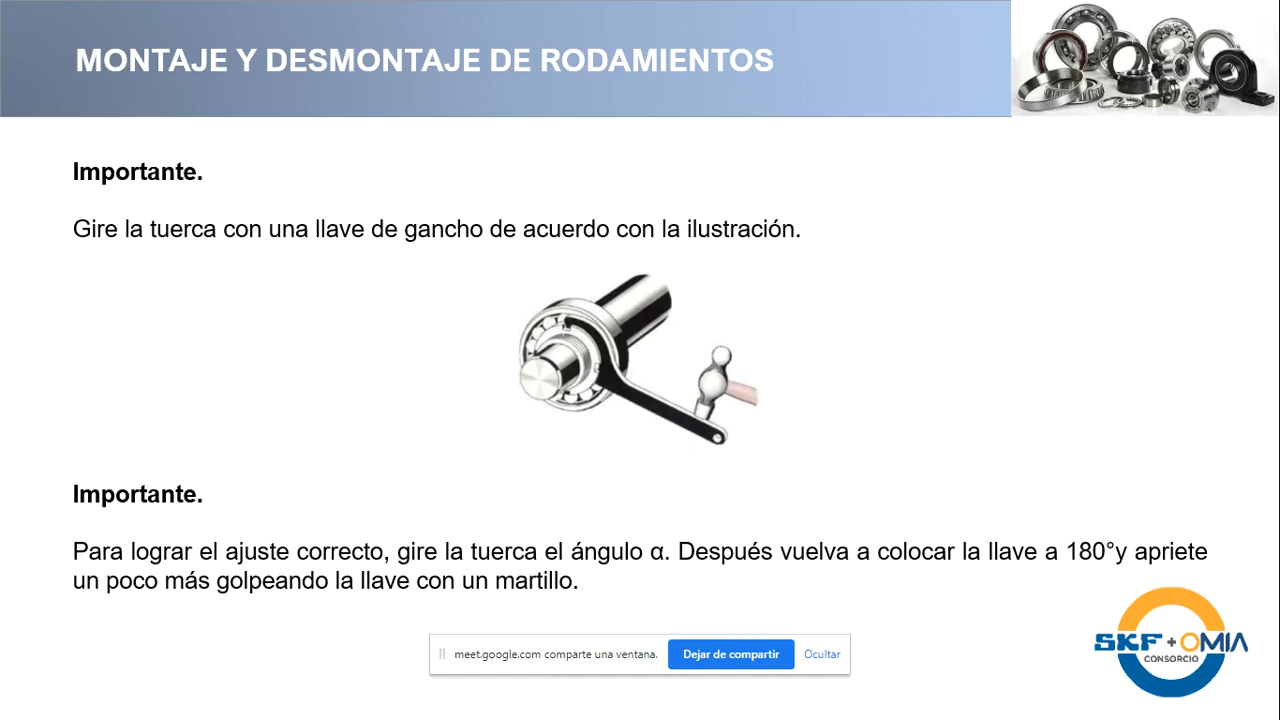 MONTAJE Y DESMONTAJE DE RODAMIENTOS
Importante.
Gire la tuerca con una llave de gancho de acuerdo con la ilustración.
Importante.
Para lograr el ajuste correcto, gire la tuerca el ángulo α. Después vuelva a colocar la llave a 180°y apriete
un poco más golpeando la llave con un martillo.
meet.google.com comparte una ventana. Dejar de compartir Ocultar
SKF + OMIA
CONSORCIO